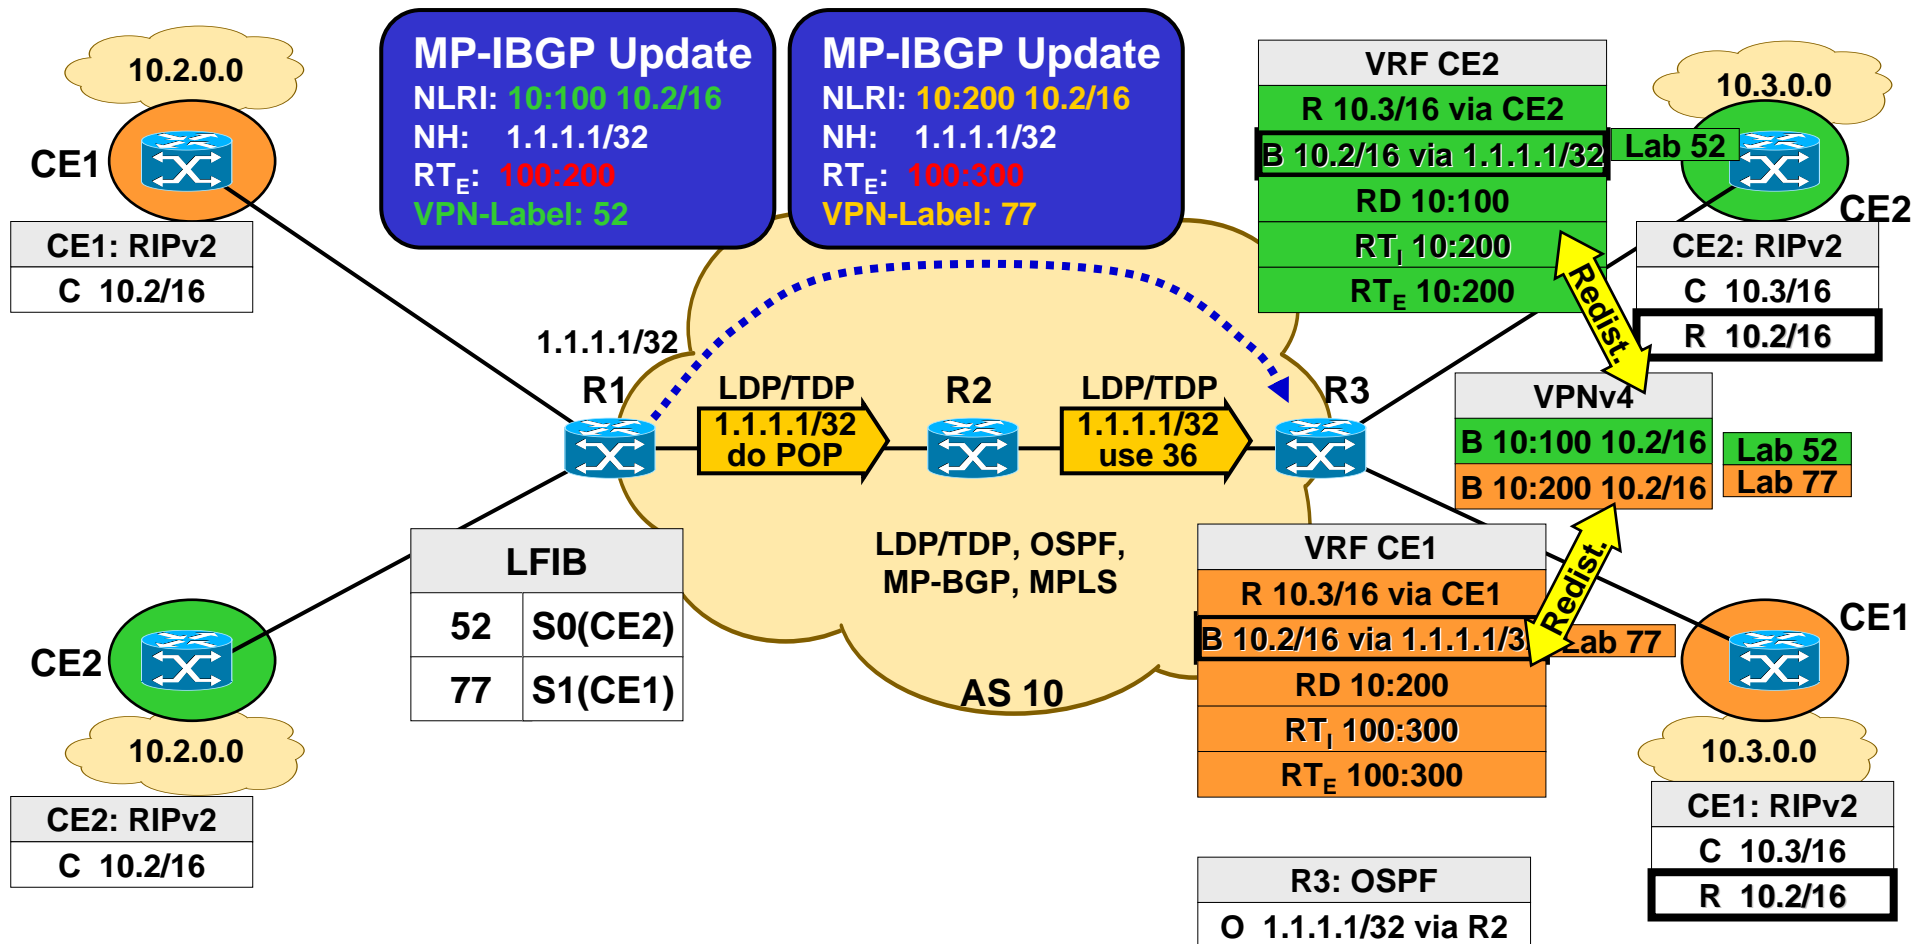 10.2.0.0
CE1
CE1: RIPv2
C 10.2/16
MP-IBGP Update
NLRI: 10:100 10.2/16
NH: 1.1.1.1/32
RTE: 100:200
VPN-Label: 52
MP-IBGP Update
NLRI: 10:200 10.2/16
NH: 1.1.1.1/32
RTE: 100:300
VPN-Label: 77
VRF CE2
R 10.3/16 via CE2
B 10.2/16 via 1.1.1.1/32
Lab 52
RD 10:100
RTI 10:200
RTE 10:200
10.3.0.0
CE2
CE2: RIPv2
C 10.3/16
R 10.2/16
Redist.
1.1.1.1/32
R1
LDP/TDP
1.1.1.1/32
do POP
R2
LDP/TDP
1.1.1.1/32
use 36
R3
VPNv4
B 10:100 10.2/16
Lab 52
B 10:200 10.2/16
Lab 77
LDP/TDP, OSPF,
MP-BGP, MPLS
AS 10
LFIB
52 S0(CE2)
77 S1(CE1)
CE2
10.2.0.0
CE2: RIPv2
C 10.2/16
VRF CE1
R 10.3/16 via CE1
B 10.2/16 via 1.1.1.1/3
Lab 77
RD 10:200
RTI 100:300
RTE 100:300
Redist.
CE1
10.3.0.0
CE1: RIPv2
C 10.3/16
R 10.2/16
R3: OSPF
O 1.1.1.1/32 via R2